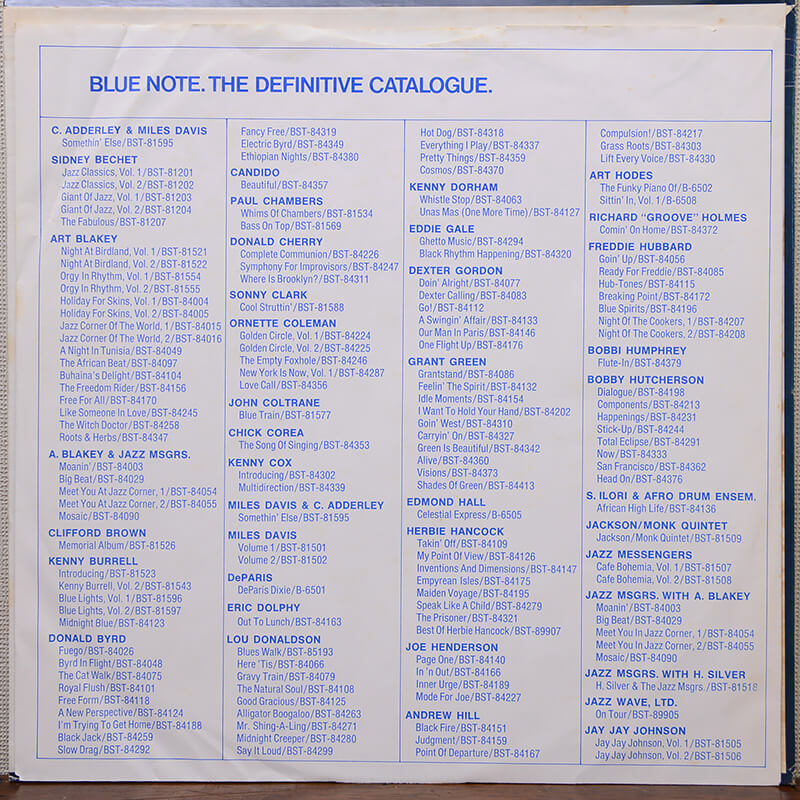 BLUE NOTE. THE DEFINITIVE CATALOGUE.
C. ADDERLEY & MILES DAVIS
Somethin' Else/BST-81595
SIDNEY BECHET
Jazz Classics, Vol. 1/BST-81201
Jazz Classics, Vol. 2/BST-81202
Giant Of Jazz, Vol. 1/BST-81203
Giant Of Jazz, Vol. 2/BST-81204
The Fabulous/BST-81207
ART BLAKEY
Night At Birdland, Vol. 1/BST-81521
Night At Birdland, Vol. 2/BST-81522
Orgy In Rhythm, Vol. 1/BST-81554
Orgy In Rhythm, Vol. 2/BST-81555
Holiday For Skins, Vol. 1/BST-84004
Holiday For Skins, Vol. 2/BST-84005
Jazz Corner Of The World, 1/BST-84015
Jazz Corner Of The World, 2/BST-84016
A Night In Tunisia/BST-84049
The African Beat/BST-84097
Buhaina's Delight/BST-84104
The Freedom Rider/BST-84156
Free For All/BST-84170
Like Someone In Love/BST-84245
The Witch Doctor/BST-84258
Roots & Herbs/BST-84347
A. BLAKEY & JAZZ MSGRS.
Moanin'/BST-84003
Big Beat/BST-84029
Meet You At Jazz Corner, 1/BST-84054
Meet You At Jazz Corner, 2/BST-84055
Mosaic/BST-84090
CLIFFORD BROWN
Memorial Album/BST-81526
KENNY BURRELL
Introducing/BST-81523
Kenny Burrell, Vol. 2/BST-81543
Blue Lights, Vol. 1/BST-81596
Blue Lights, Vol. 2/BST-81597
Midnight Blue/BST-84123
DONALD BYRD
Fuego/BST-84026
Byrd In Flight/BST-84048
The Cat Walk/BST-84075
Royal Flush/BST-84101
Free Form/BST-84118
A New Perspective/BST-84124
I'm Trying To Get Home/BST-84188
Black Jack/BST-84259
Slow Drag/BST-84292
Fancy Free/BST-84319
Electric Byrd/BST-84349
Ethiopian Nights/BST-84380
CANDIDO
Beautiful/BST-84357
PAUL CHAMBERS
Whims Of Chambers/BST-81534
Bass On Top/BST-81569
DONALD CHERRY
Complete Communion/BST-84226
Symphony For Improvisors/BST-84247
Where Is Brooklyn?/BST-84311
SONNY CLARK
Cool Struttin'/BST-81588
ORNETTE COLEMAN
Golden Circle, Vol. 1/BST-84224
Golden Circle, Vol. 2/BST-84225
The Empty Foxhole/BST-84246
New York Is Now, Vol. 1/BST-84287
Love Call/BST-84356
JOHN COLTRANE
Blue Train/BST-81577
CHICK COREA
The Song Of Singing/BST-84353
KENNY COX
Introducing/BST-84302
Multidirection/BST-84339
MILES DAVIS & C. ADDERLEY
Somethin' Else/BST-81595
MILES DAVIS
Volume 1/BST-81501
Volume 2/BST-81502
DePARIS
DeParis Dixie/B-6501
ERIC DOLPHY
Out To Lunch/BST-84163
LOU DONALDSON
Blues Walk/BST-85193
Here 'Tis/BST-84066
Gravy Train/BST-84079
The Natural Soul/BST-84108
Good Gracious/BST-84125
Alligator Boogaloo/BST-84263
Mr. Shing-A-Ling/BST-84271
Midnight Creeper/BST-84280
Say It Loud/BST-84299
Hot Dog/BST-84318
Everything I Play/BST-84337
Pretty Things/BST-84359
Cosmos/BST-84370
KENNY DORHAM
Whistle Stop/BST-84063
Unas Mas (One More Time)/BST-84127
EDDIE GALE
Ghetto Music/BST-84294
Black Rhythm Happening/BST-84320
DEXTER GORDON
Doin' Alright/BST-84077
Dexter Calling/BST-84083
Go!/BST-84112
A Swingin' Affair/BST-84133
Our Man In Paris/BST-84146
One Flight Up/BST-84176
GRANT GREEN
Grantstand/BST-84086
Feelin' The Spirit/BST-84132
Idle Moments/BST-84154
I Want To Hold Your Hand/BST-84202
Goin' West/BST-84310
Carryin' On/BST-84327
Green Is Beautiful/BST-84342
Alive/BST-84360
Visions/BST-84373
Shades Of Green/BST-84413
EDMOND HALL
Celestial Express/B-6505
HERBIE HANCOCK
Takin' Off/BST-84109
My Point Of View/BST-84126
Inventions And Dimensions/BST-84147
Empyrean Isles/BST-84175
Maiden Voyage/BST-84195
Speak Like A Child/BST-84279
The Prisoner/BST-84321
Best Of Herbie Hancock/BST-89907
JOE HENDERSON
Page One/BST-84140
In 'n Out/BST-84166
Inner Urge/BST-84189
Mode For Joe/BST-84227
ANDREW HILL
Black Fire/BST-84151
Judgment/BST-84159
Point Of Departure/BST-84167
Compulsion!/BST-84217
Grass Roots/BST-84303
Lift Every Voice/BST-84330
ART HODES
The Funky Piano Of/B-6502
Sittin' In, Vol. 1/B-6508
RICHARD "GROOVE" HOLMES
Comin' On Home/BST-84372
FREDDIE HUBBARD
Goin' Up/BST-84056
Ready For Freddie/BST-84085
Hub-Tones/BST-84115
Breaking Point/BST-84172
Blue Spirits/BST-84196
Night Of The Cookers, 1/BST-84207
Night Of The Cookers, 2/BST-84208
BOBBI HUMPHREY
Flute-In/BST-84379
BOBBY HUTCHERSON
Dialogue/BST-84198
Components/BST-84213
Happenings/BST-84231
Stick-Up/BST-84244
Total Eclipse/BST-84291
Now/BST-84333
San Francisco/BST-84362
Head On/BST-84376
S. ILORI & AFRO DRUM ENSEM.
African High Life/BST-84136
JACKSON/MONK QUINTET
Jackson/Monk Quintet/BST-81509
JAZZ MESSENGERS
Cafe Bohemia, Vol. 1/BST-81507
Cafe Bohemia, Vol. 2/BST-81508
JAZZ MSGRS. WITH A. BLAKEY
Moanin'/BST-84003
Big Beat/BST-84029
Meet You In Jazz Corner, 1/BST-84054
Meet You In Jazz Corner, 2/BST-84055
Mosaic/BST-84090
JAZZ MSGRS. WITH H. SILVER
H. Silver & The Jazz Msgrs./BST-81518
JAZZ WAVE, LTD.
On Tour/BST-89905
JAY JAY JOHNSON
Jay Jay Johnson, Vol. 1/BST-81505
Jay Jay Johnson, Vol. 2/BST-81506